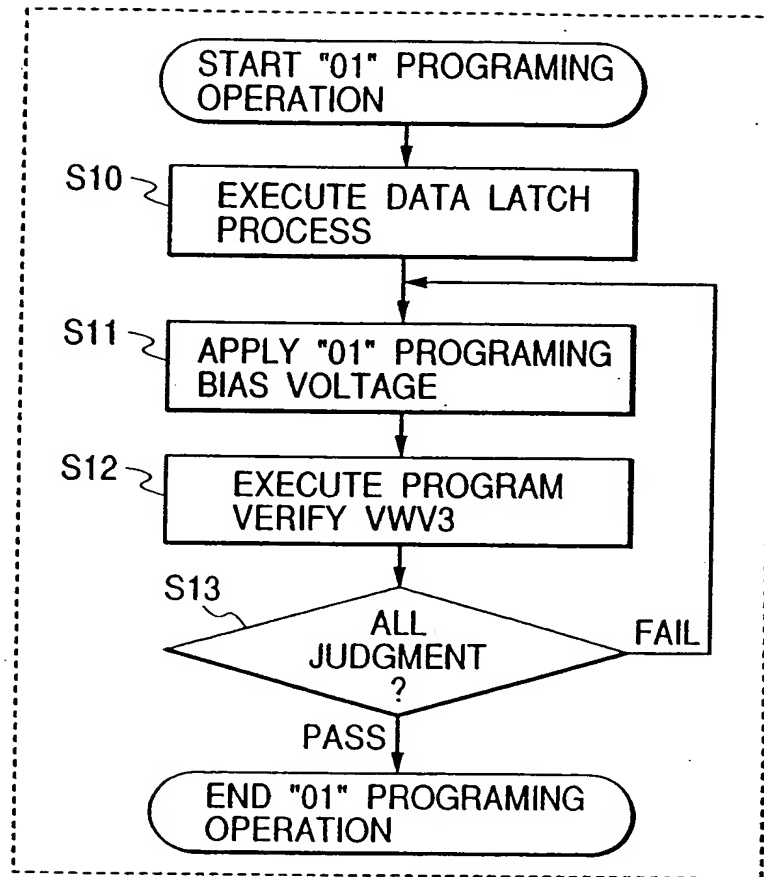 START "01" PROGRAMING
OPERATION
S10
EXECUTE DATA LATCH
PROCESS
S11
APPLY "01" PROGRAMING
BIAS VOLTAGE
S12
EXECUTE PROGRAM
VERIFY VWV3
S13
ALL
JUDGMENT
?
FAIL
PASS
END "01" PROGRAMING
OPERATION